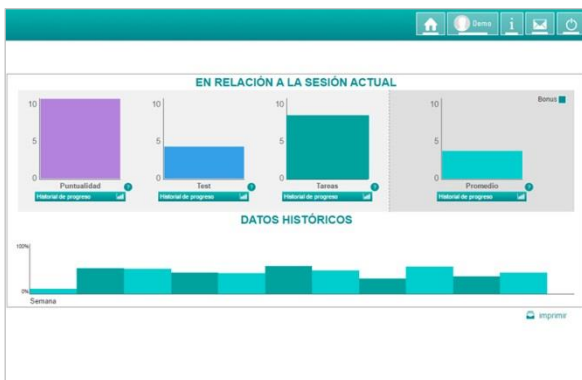 Demo
EN RELACIÓN A LA SESIÓN ACTUAL
Bonus
10
5
0
Puntualidad
?
Historial de progreso
10
5
0
Test
?
Historial de progreso
10
5
0
Tareas
?
Historial de progreso
10
5
0
Promedio
?
Historial de progreso
DATOS HISTÓRICOS
100%
0%
Semana
imprimir